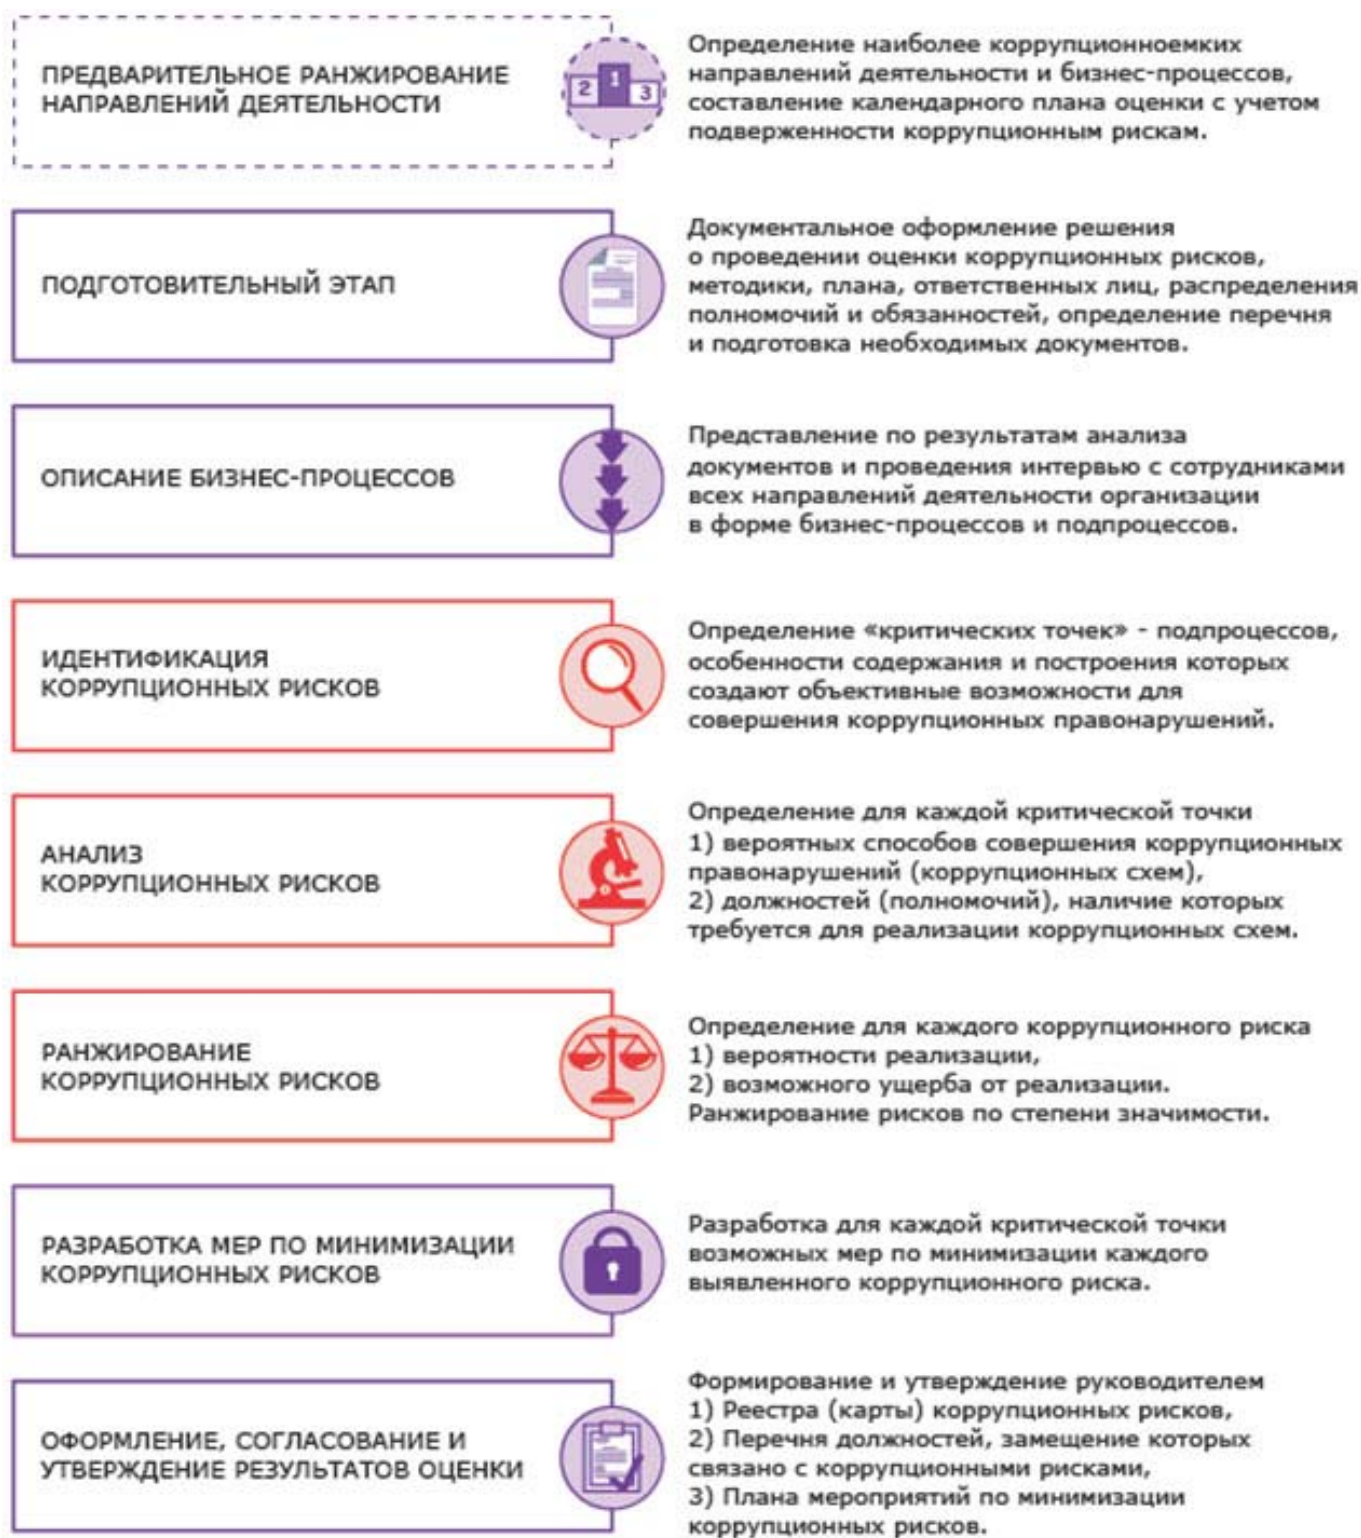 ПРЕДВАРИТЕЛЬНОЕ РАНЖИРОВАНИЕ
НАПРАВЛЕНИЙ ДЕЯТЕЛЬНОСТИ
2 1 3
Определение наиболее коррупционноемких
направлений деятельности и бизнес-процессов,
составление календарного плана оценки с учетом
подверженности коррупционным рискам.
ПОДГОТОВИТЕЛЬНЫЙ ЭТАП
Документальное оформление решения
о проведении оценки коррупционных рисков,
методики, плана, ответственных лиц, распределения
полномочий и обязанностей, определение перечня
и подготовка необходимых документов.
ОПИСАНИЕ БИЗНЕС-ПРОЦЕССОВ
Представление по результатам анализа
документов и проведения интервью с сотрудниками
всех направлений деятельности организации
в форме бизнес-процессов и подпроцессов.
ИДЕНТИФИКАЦИЯ
КОРРУПЦИОННЫХ РИСКОВ
Определение «критических точек» - подпроцессов,
особенности содержания и построения которых
создают объективные возможности для
совершения коррупционных правонарушений.
АНАЛИЗ
КОРРУПЦИОННЫХ РИСКОВ
Определение для каждой критической точки
1) вероятных способов совершения коррупционных
правонарушений (коррупционных схем),
2) должностей (полномочий), наличие которых
требуется для реализации коррупционных схем.
РАНЖИРОВАНИЕ
КОРРУПЦИОННЫХ РИСКОВ
Определение для каждого коррупционного риска
1) вероятности реализации,
2) возможного ущерба от реализации.
Ранжирование рисков по степени значимости.
РАЗРАБОТКА МЕР ПО МИНИМИЗАЦИИ
КОРРУПЦИОННЫХ РИСКОВ
Разработка для каждой критической точки
возможных мер по минимизации каждого
выявленного коррупционного риска.
ОФОРМЛЕНИЕ, СОГЛАСОВАНИЕ И
УТВЕРЖДЕНИЕ РЕЗУЛЬТАТОВ ОЦЕНКИ
Формирование и утверждение руководителем
1) Реестра (карты) коррупционных рисков,
2) Перечня должностей, замещение которых
связано с коррупционными рисками,
3) Плана мероприятий по минимизации
коррупционных рисков.